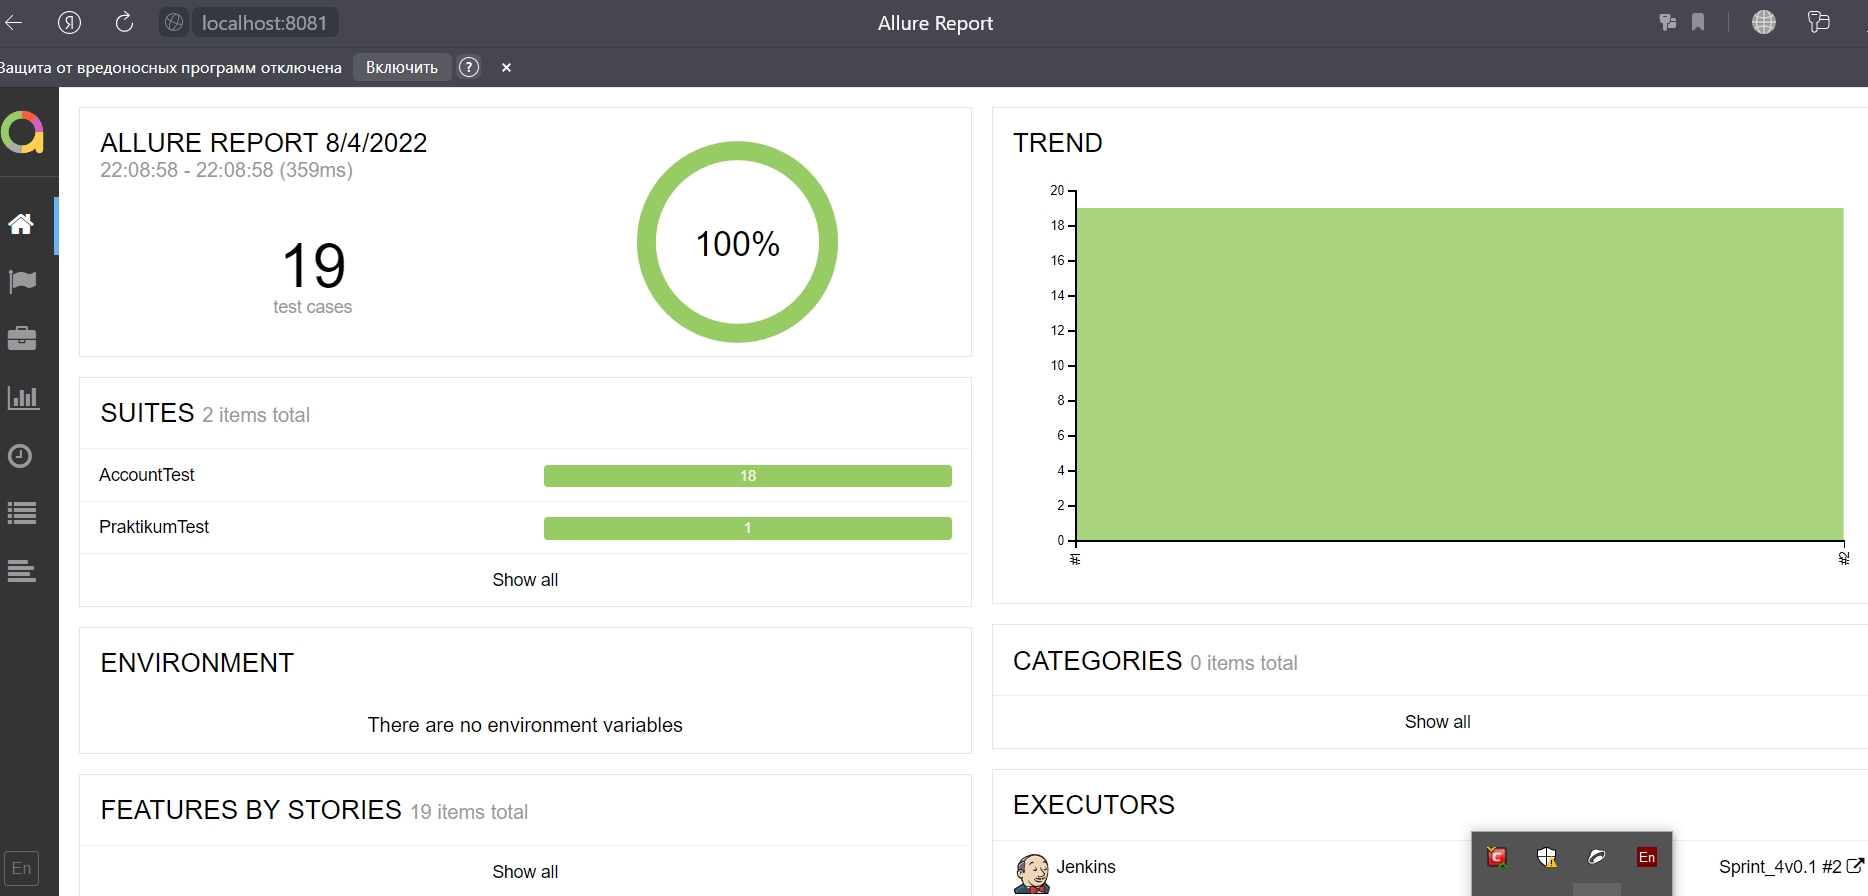 localhost:8081
Allure Report
Защита от вредоносных программ отключена
Включить
?
ALLURE REPORT 8/4/2022
22:08:58 - 22:08:58 (359ms)
19
test cases
100%
SUITES 2 items total
AccountTest
18
PraktikumTest
1
Show all
ENVIRONMENT
There are no environment variables
FEATURES BY STORIES 19 items total
Show all
En
TREND
20
18
16
14
12
10
8
6
4
2
0
#1
#2
CATEGORIES 0 items total
Show all
EXECUTORS
Jenkins
En
Sprint_4v0.1 #2